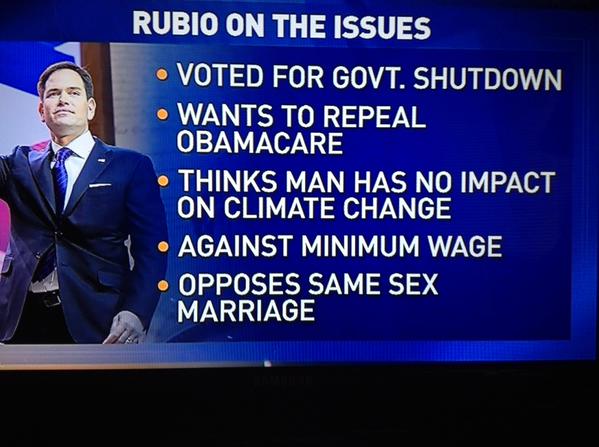 RUBIO ON THE ISSUES
• VOTED FOR GOVT. SHUTDOWN
• WANTS TO REPEAL
OBAMACARE
• THINKS MAN HAS NO IMPACT
ON CLIMATE CHANGE
• AGAINST MINIMUM WAGE
• OPPOSES SAME SEX
MARRIAGE
SAMSUNG